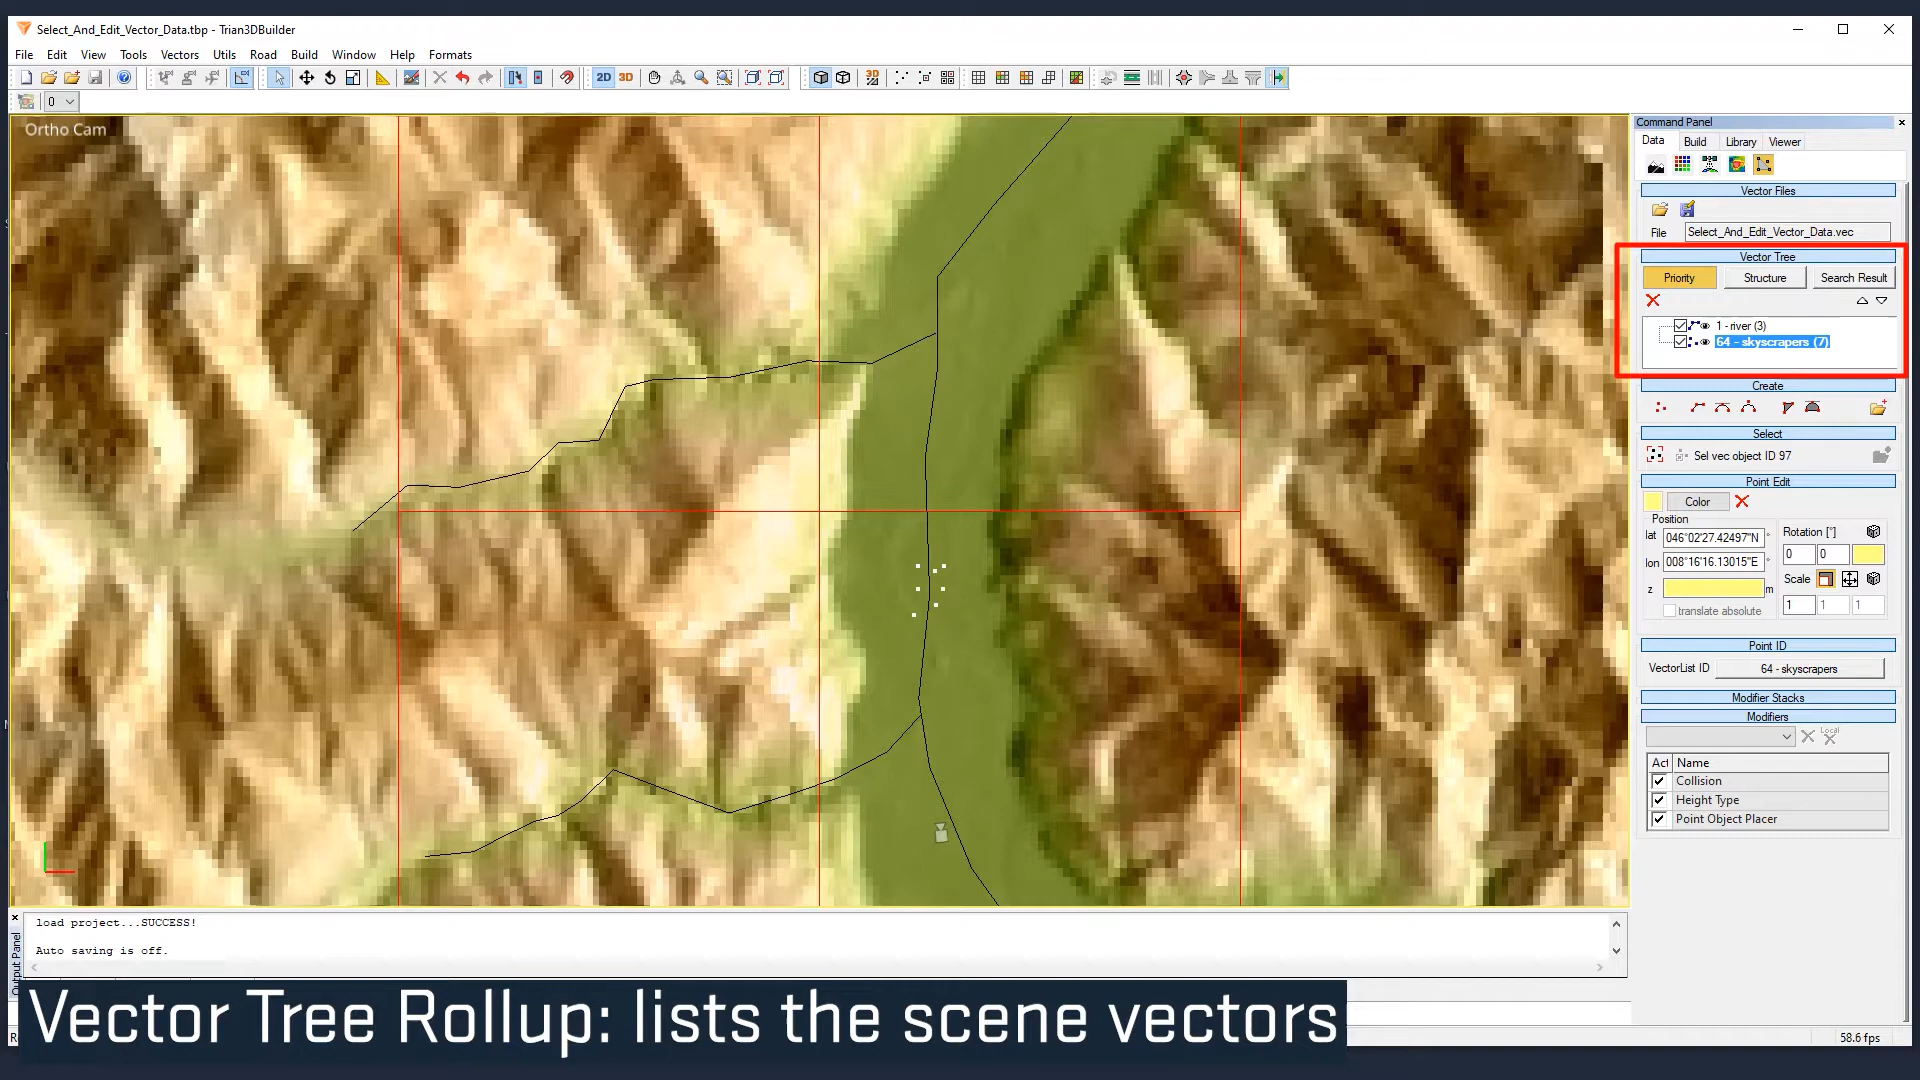 Select_And_Edit_Vector_Data.tbp - Trian3DBuilder
File Edit View Tools Vectors Utils Road Build Window Help Formats
2D 3D 3D
0
Ortho Cam
Command Panel
Data Build Library Viewer
Vector Files
File Select_And_Edit_Vector_Data.vec
Vector Tree
Priority Structure Search Result
1 - river (3)
64 - skyscrapers (7)
Create
Select
Sel vec object ID 97
Point Edit
Color
Position
lat 046°02'27.42497"N °
lon 008°16'16.13015"E °
z m
translate absolute
Rotation [°]
0 0
Scale
1 1 1
Point ID
VectorList ID 64 - skyscrapers
Modifier Stacks
Modifiers
Local
Act Name
Collision
Height Type
Point Object Placer
load project...SUCCESS!
Auto saving is off.
Output Panel
Vector Tree Rollup: lists the scene vectors
58.6 fps